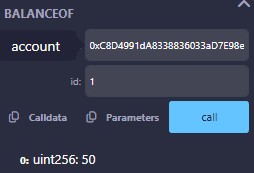 BALANCEOF
account 0xC8D4991dA8338836033aD7E98e
id: 1
Calldata Parameters call
0: uint256: 50